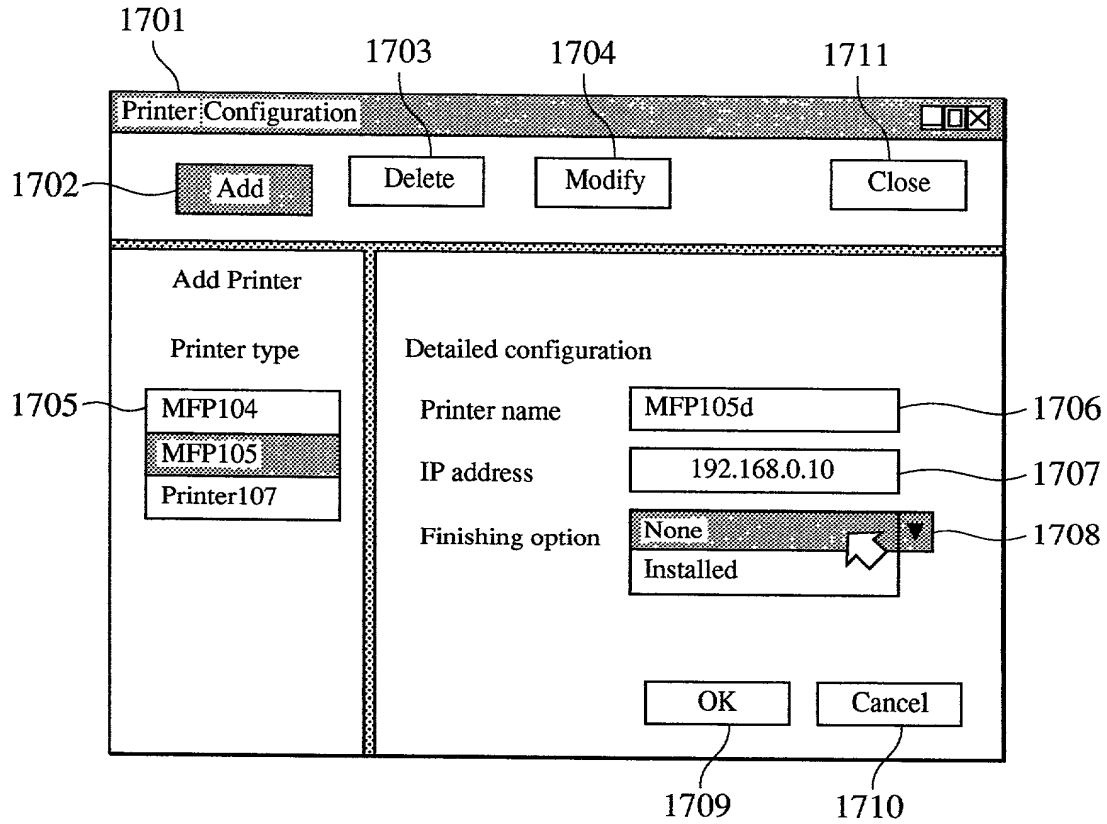 1701
1703 1704 1711
Printer Configuration
1702 Add Delete Modify Close
Add Printer
Printer type
Detailed configuration
1705 MFP104
Printer name MFP105d 1706
MFP105
IP address 192.168.0.10 1707
Printer107
Finishing option None 1708
Installed
OK Cancel
1709 1710